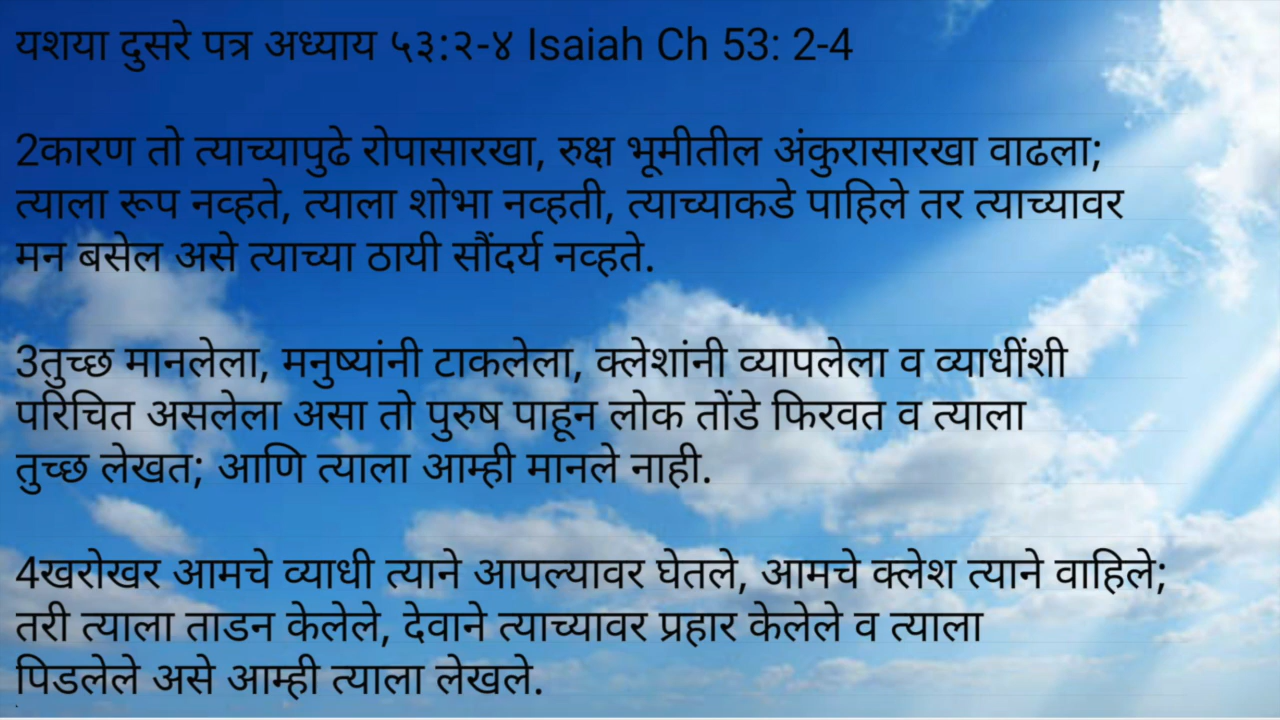 यशया दुसरे पत्र अध्याय ५३:२-४ Isaiah Ch 53: 2-4
2कारण तो त्याच्यापुढे रोपासारखा, रुक्ष भूमीतील अंकुरासारखा वाढला;
त्याला रूप नव्हते, त्याला शोभा नव्हती, त्याच्याकडे पाहिले तर त्याच्यावर
मन बसेल असे त्याच्या ठायी सौंदर्य नव्हते.
3तुच्छ मानलेला, मनुष्यांनी टाकलेला, क्लेशांनी व्यापलेला व व्याधींशी
परिचित असलेला असा तो पुरुष पाहून लोक तोंडे फिरवत व त्याला
तुच्छ लेखत; आणि त्याला आम्ही मानले नाही.
4खरोखर आमचे व्याधी त्याने आपल्यावर घेतले, आमचे क्लेश त्याने वाहिले;
तरी त्याला ताडन केलेले, देवाने त्याच्यावर प्रहार केलेले व त्याला
पिडलेले असे आम्ही त्याला लेखले.